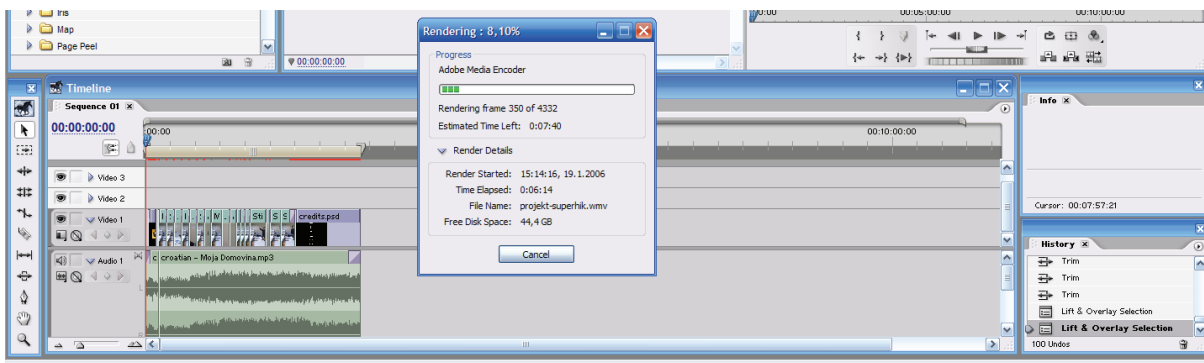 Iris
Map
Page Peel
00:00:00:00
Rendering : 8,10%
Progress
Adobe Media Encoder
Rendering frame 350 of 4332
Estimated Time Left: 0:07:40
Render Details
Render Started: 15:14:16, 19.1.2006
Time Elapsed: 0:06:14
File Name: projekt-superhik.wmv
Free Disk Space: 44,4 GB
Cancel
00:00 00:05:00:00 00:10:00:00
Timeline
Sequence 01
00:00:00:00
:00:00 00:10:00:00
Video 3
Video 2
Video 1
Sti S S credits.psd
Audio 1
c croatian - Moja Domovina.mp3
L
R
Info
Cursor: 00:07:57:21
History
Trim
Trim
Trim
Lift & Overlay Selection
Lift & Overlay Selection
100 Undos